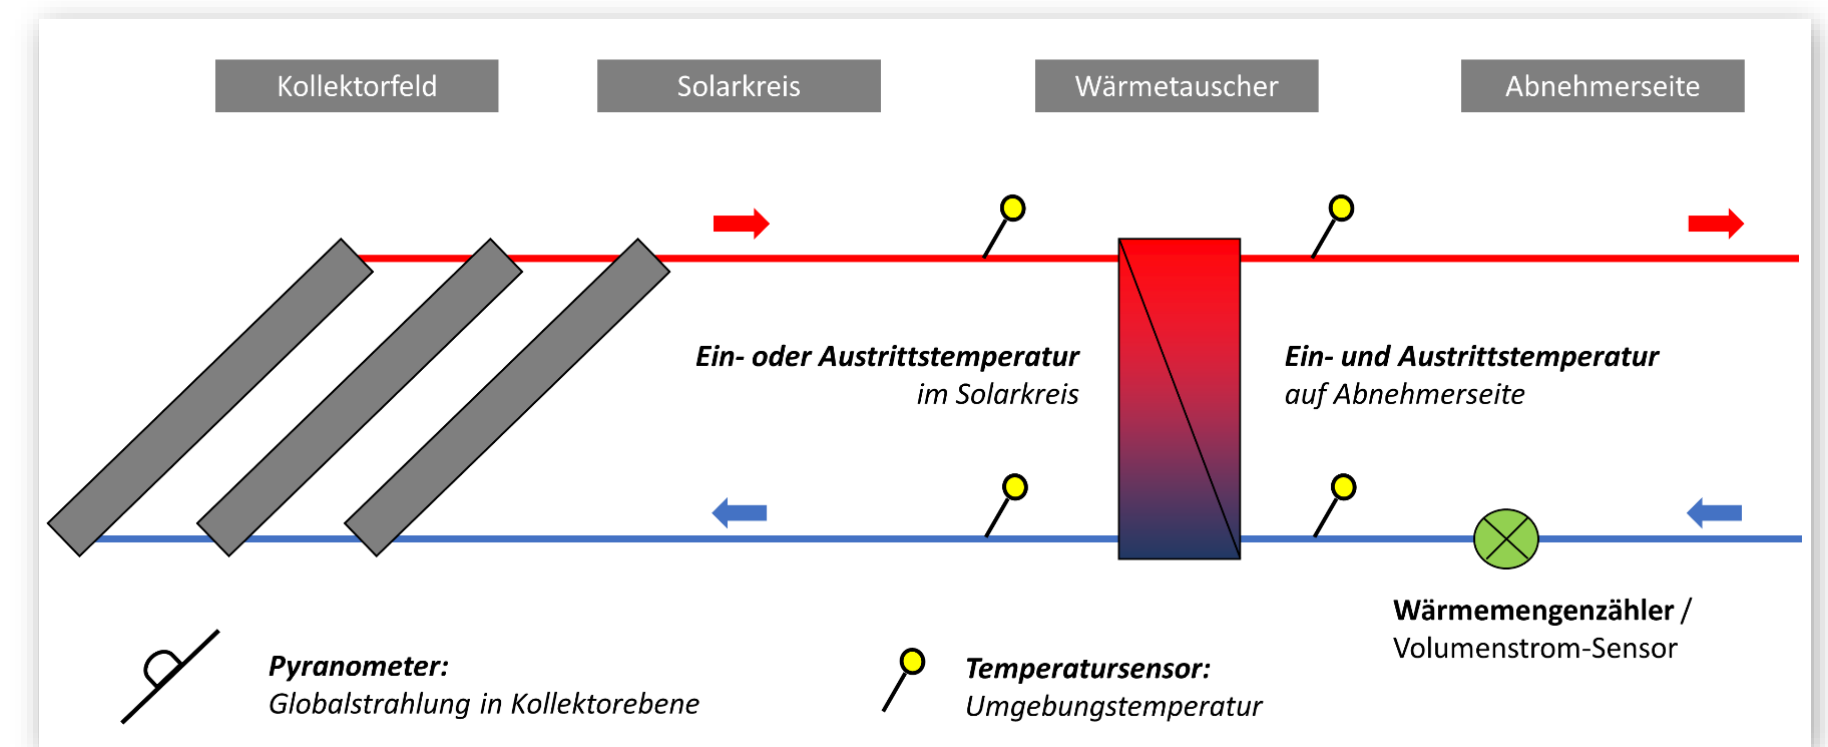 Kollektorfeld
Solarkreis
Wärmetauscher
Abnehmerseite
Ein- oder Austrittstemperatur
im Solarkreis
Ein- und Austrittstemperatur
auf Abnehmerseite
Wärmemengenzähler /
Volumenstrom-Sensor
Pyranometer:
Globalstrahlung in Kollektorebene
Temperatursensor:
Umgebungstemperatur